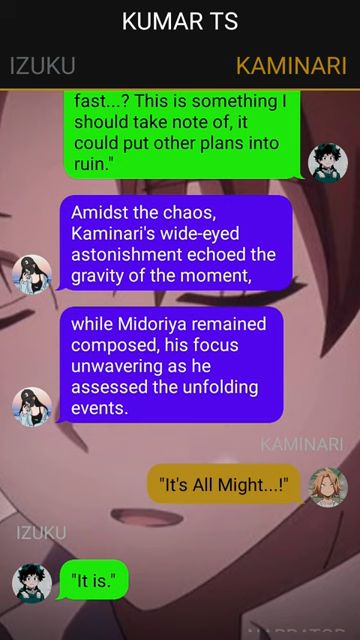 KUMAR TS
IZUKU
KAMINARI
fast...? This is something I
should take note of, it
could put other plans into
ruin."
Amidst the chaos,
Kaminari's wide-eyed
astonishment echoed the
gravity of the moment,
while Midoriya remained
composed, his focus
unwavering as he
assessed the unfolding
events.
KAMINARI
"It's All Might...!"
IZUKU
"It is."
NARRATOR